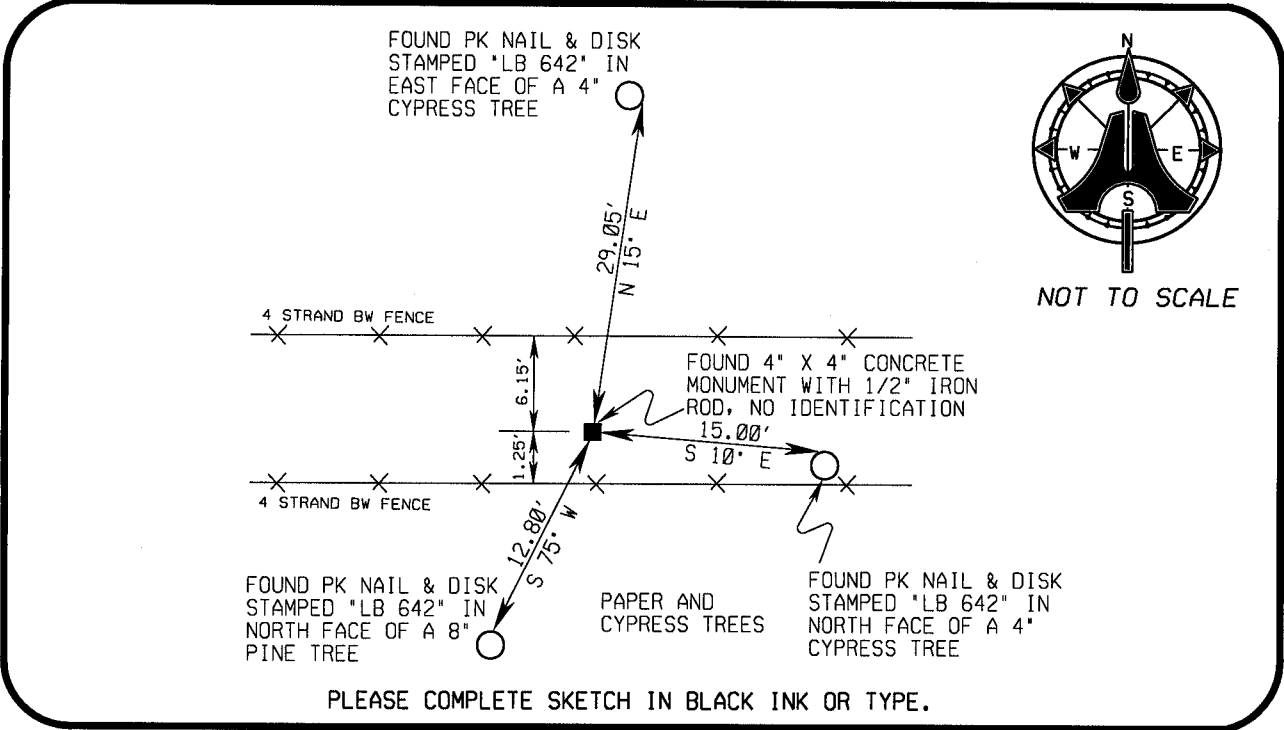 FOUND PK NAIL & DISK
STAMPED "LB 642" IN
EAST FACE OF A 4"
CYPRESS TREE
N
W
E
S
NOT TO SCALE
29.05'
N 15° E
4 STRAND BW FENCE
6.15'
FOUND 4" X 4" CONCRETE
MONUMENT WITH 1/2" IRON
ROD, NO IDENTIFICATION
15.00'
S 10° E
1.25'
4 STRAND BW FENCE
12.80'
S 75° W
FOUND PK NAIL & DISK
STAMPED "LB 642" IN
NORTH FACE OF A 8"
PINE TREE
PAPER AND
CYPRESS TREES
FOUND PK NAIL & DISK
STAMPED "LB 642" IN
NORTH FACE OF A 4"
CYPRESS TREE
PLEASE COMPLETE SKETCH IN BLACK INK OR TYPE.